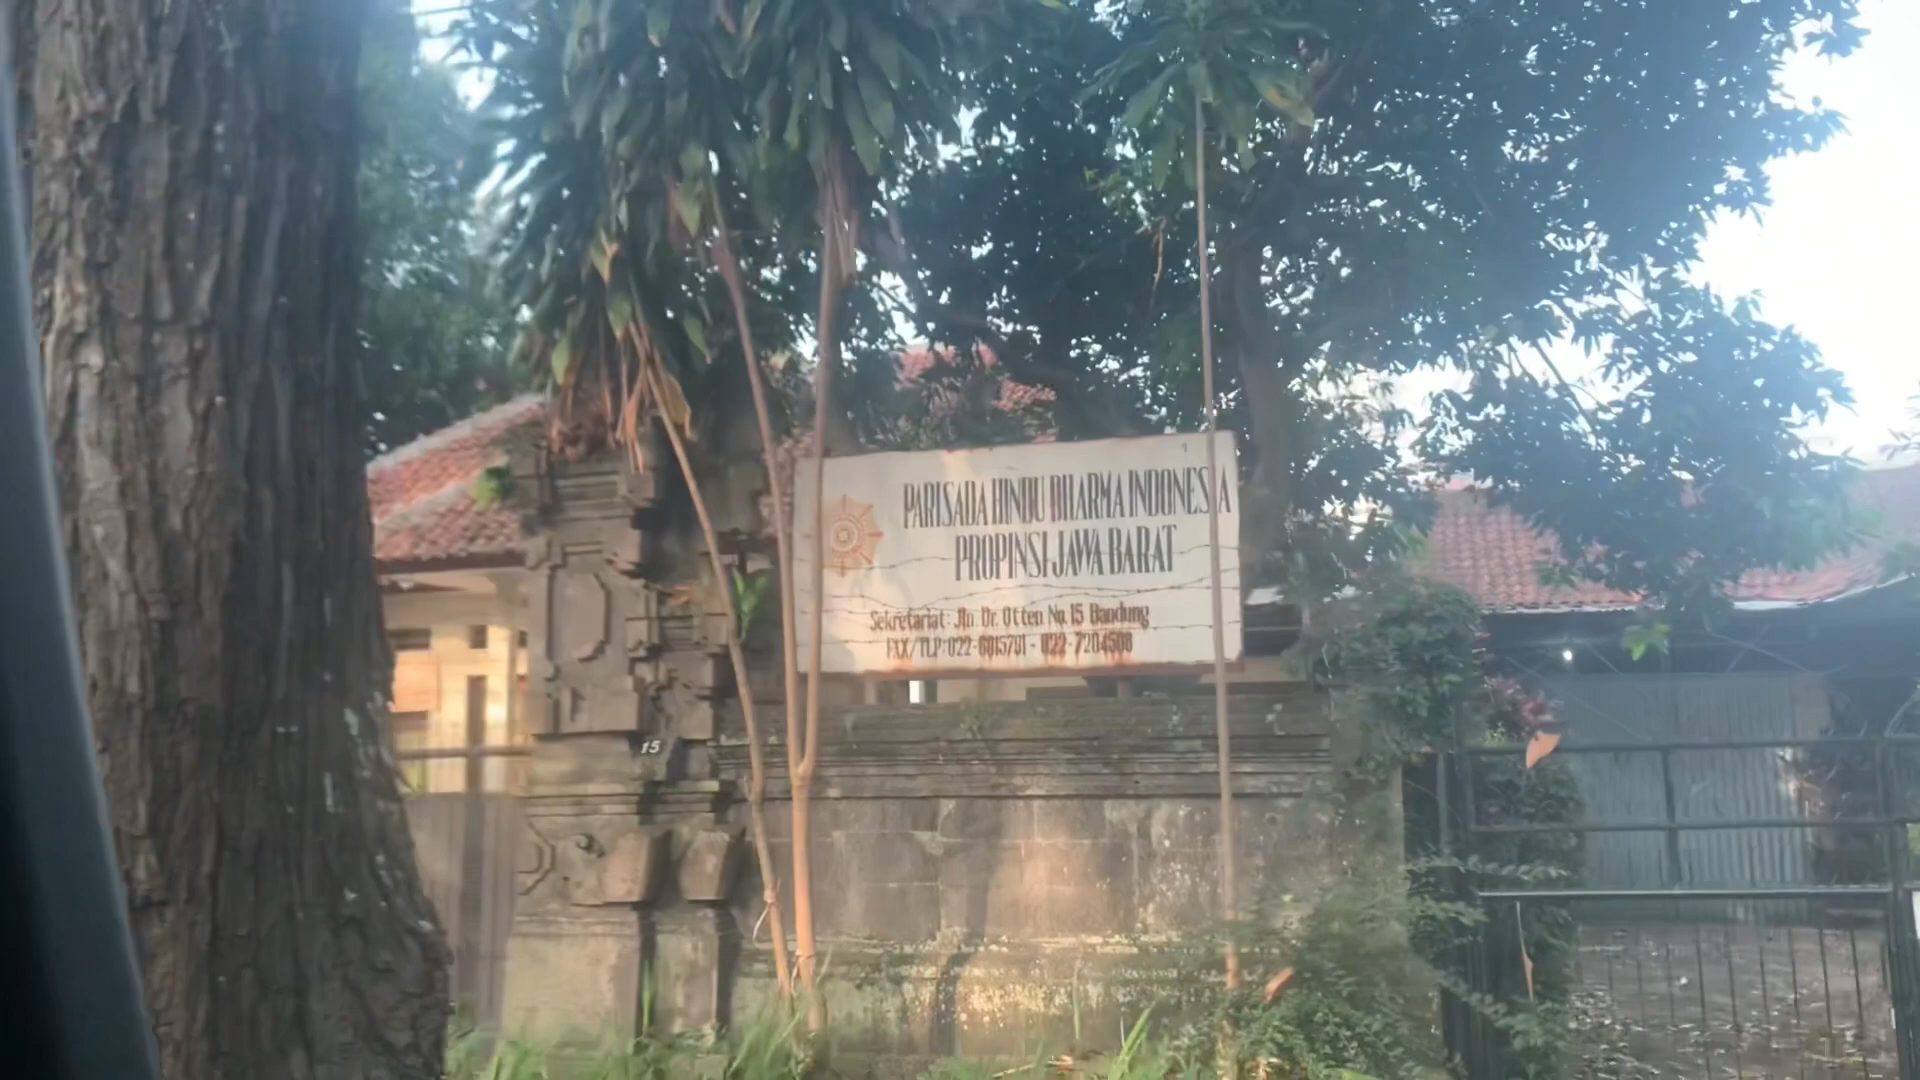 PARISADA HINDU DHARMA INDONESIA
PROPINSI JAWA BARAT
Sekretariat: Jln. Dr. Otten No. 15 Bandung
FAX/TLP: 022-6015791 - 022-7204508
15